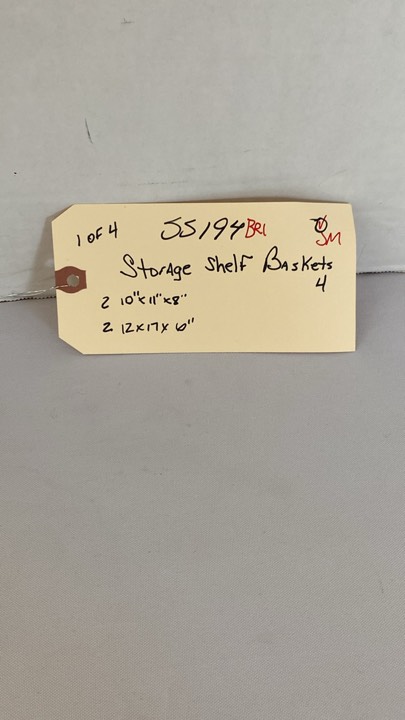 1 OF 4 SS194 BRI SM
Storage Shelf Baskets
4
2 10"x11"x8"
2 12x17x6"